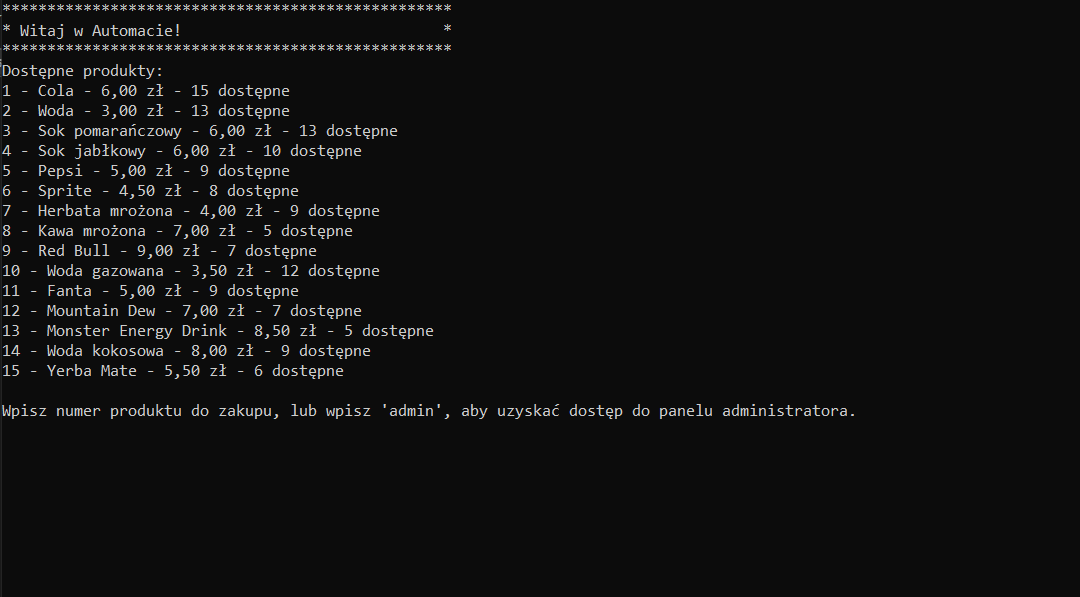 **************************************************
* Witaj w Automacie!                             *
**************************************************
Dostępne produkty:
1 - Cola - 6,00 zł - 15 dostępne
2 - Woda - 3,00 zł - 13 dostępne
3 - Sok pomarańczowy - 6,00 zł - 13 dostępne
4 - Sok jabłkowy - 6,00 zł - 10 dostępne
5 - Pepsi - 5,00 zł - 9 dostępne
6 - Sprite - 4,50 zł - 8 dostępne
7 - Herbata mrożona - 4,00 zł - 9 dostępne
8 - Kawa mrożona - 7,00 zł - 5 dostępne
9 - Red Bull - 9,00 zł - 7 dostępne
10 - Woda gazowana - 3,50 zł - 12 dostępne
11 - Fanta - 5,00 zł - 9 dostępne
12 - Mountain Dew - 7,00 zł - 7 dostępne
13 - Monster Energy Drink - 8,50 zł - 5 dostępne
14 - Woda kokosowa - 8,00 zł - 9 dostępne
15 - Yerba Mate - 5,50 zł - 6 dostępne
Wpisz numer produktu do zakupu, lub wpisz 'admin', aby uzyskać dostęp do panelu administratora.